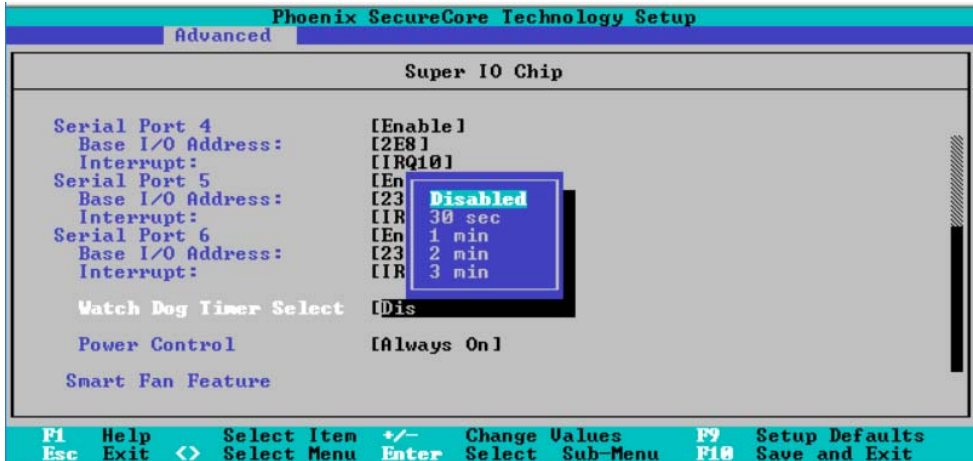 Phoenix SecureCore Technology Setup
Advanced
Super IO Chip
Serial Port 4 [Enable]
Base I/O Address: [2E8]
Interrupt: [IRQ10]
Serial Port 5 [En
Base I/O Address: [23
Interrupt: [IR
Serial Port 6 [En
Base I/O Address: [23
Interrupt: [IR
Disabled
30 sec
1 min
2 min
3 min
Watch Dog Timer Select [Dis
Power Control [Always On]
Smart Fan Feature
F1 Help Select Item +/- Change Values F9 Setup Defaults
Esc Exit <> Select Menu Enter Select Sub-Menu F10 Save and Exit